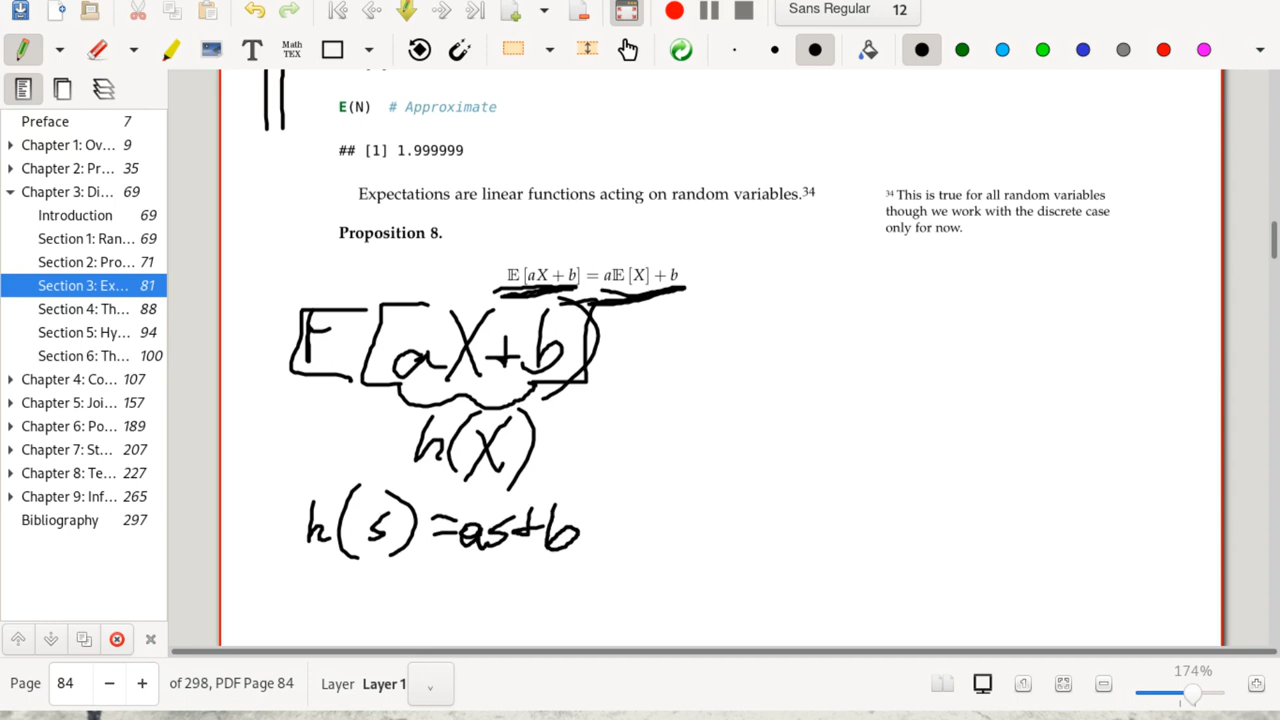 Sans Regular 12
Math
TEX
Preface 7
Chapter 1: Ov... 9
Chapter 2: Pr... 35
Chapter 3: Di... 69
Introduction 69
Section 1: Ran... 69
Section 2: Pro... 71
Section 3: Ex... 81
Section 4: Th... 88
Section 5: Hy... 94
Section 6: Th... 100
Chapter 4: Co... 107
Chapter 5: Joi... 157
Chapter 6: Po... 189
Chapter 7: St... 207
Chapter 8: Te... 227
Chapter 9: Inf... 265
Bibliography 297
E(N) # Approximate
## [1] 1.999999
Expectations are linear functions acting on random variables.34
34 This is true for all random variables
though we work with the discrete case
only for now.
Proposition 8.
𝔼 [aX + b] = a𝔼 [X] + b
E[aX+b]
h(X)
h(s)=as+b
Page 84 of 298, PDF Page 84 Layer Layer 1 174%